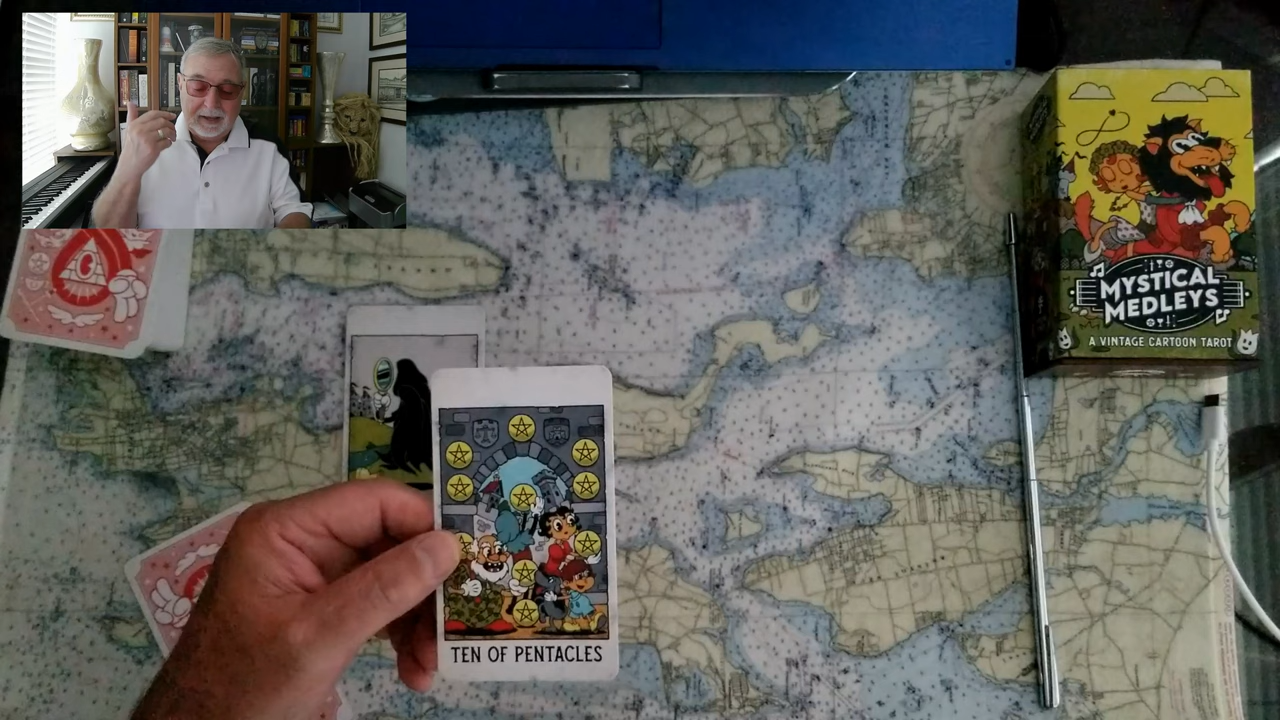 MYSTICAL
MEDLEYS
A VINTAGE CARTOON TAROT
TEN OF PENTACLES